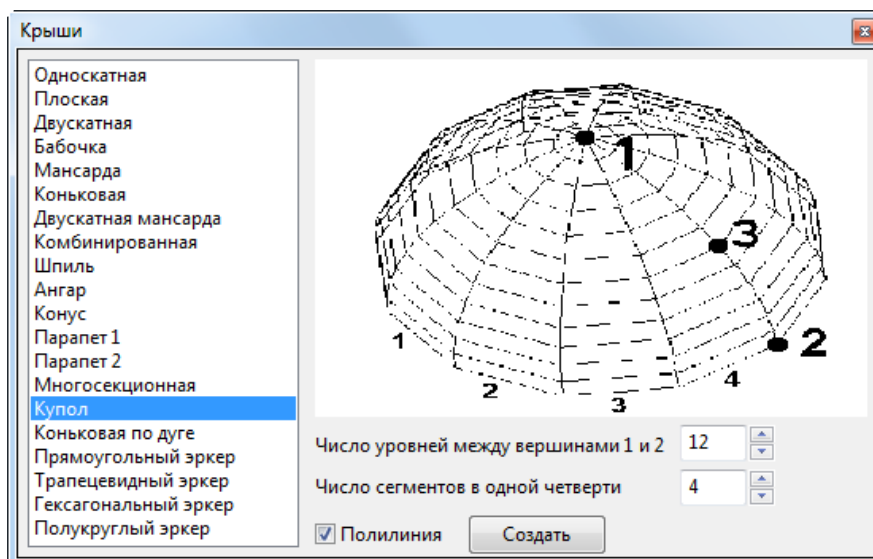 Крыши
Односкатная
Плоская
Двускатная
Бабочка
Мансарда
Коньковая
Двускатная мансарда
Комбинированная
Шпиль
Ангар
Конус
Парапет 1
Парапет 2
Многосекционная
Купол
Коньковая по дуге
Прямоугольный эркер
Трапецевидный эркер
Гексагональный эркер
Полукруглый эркер
1
3
2
1
2
3
4
Число уровней между вершинами 1 и 2 12
Число сегментов в одной четверти 4
Полилиния Создать